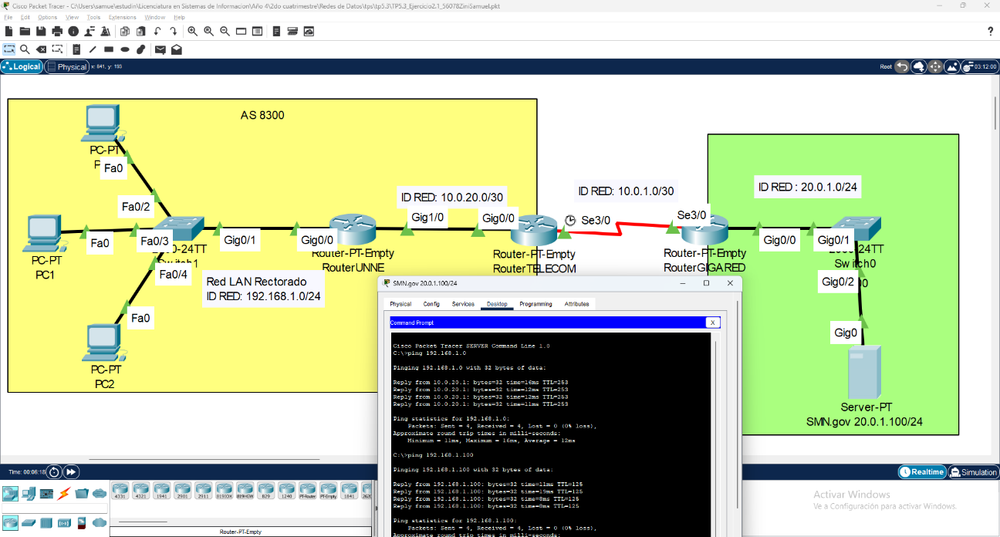 Cisco Packet Tracer - C:\Users\samue\estudin\Licenciatura en Sistemas de Informacion\Año 4\2do cuatrimestre\Redes de Datos\tps\tp5.3\TP5.3_Ejercicio2.1_56078ZiniSamuel.pkt
File Edit Options View Tools Extensions Window Help
?
Logical Physical x: 841, y: 193 Root 03:12:00
AS 8300
PC-PT
Fa0
Fa0/2
Fa0
Fa0/3
Gig0/1
Gig0/0
PC-PT
PC1
Switch1
Fa0/4
Fa0
PC-PT
PC2
Red LAN Rectorado
ID RED: 192.168.1.0/24
Router-PT-Empty
RouterUNNE
ID RED: 10.0.20.0/30
Gig1/0
Gig0/0
Router-PT-Empty
RouterTELECOM
ID RED: 10.0.1.0/30
Se3/0
Se3/0
Router-PT-Empty
RouterGIGARED
ID RED : 20.0.1.0/24
Gig0/0
Gig0/1
Switch0
Gig0/2
Gig0
Server-PT
SMN.gov 20.0.1.100/24
SMN.gov 20.0.1.100/24
Physical Config Services Desktop Programming Attributes
Command Prompt X
Cisco Packet Tracer SERVER Command Line 1.0
C:\>ping 192.168.1.0
Pinging 192.168.1.0 with 32 bytes of data:
Reply from 10.0.20.1: bytes=32 time=16ms TTL=253
Reply from 10.0.20.1: bytes=32 time=12ms TTL=253
Reply from 10.0.20.1: bytes=32 time=12ms TTL=253
Reply from 10.0.20.1: bytes=32 time=11ms TTL=253
Ping statistics for 192.168.1.0:
Packets: Sent = 4, Received = 4, Lost = 0 (0% loss),
Approximate round trip times in milli-seconds:
Minimum = 11ms, Maximum = 16ms, Average = 12ms
C:\>ping 192.168.1.100
Pinging 192.168.1.100 with 32 bytes of data:
Reply from 192.168.1.100: bytes=32 time=11ms TTL=125
Reply from 192.168.1.100: bytes=32 time=19ms TTL=125
Reply from 192.168.1.100: bytes=32 time=8ms TTL=125
Reply from 192.168.1.100: bytes=32 time=8ms TTL=125
Ping statistics for 192.168.1.100:
Packets: Sent = 4, Received = 4, Lost = 0 (0% loss),
Approximate round trip times in milli-seconds:
Time: 00:06:18 Realtime Simulation
4331 4321 1941 2901 2911 819IOX 819HGW 829 1240 PT-Router PT-Empty 1841
Router-PT-Empty
Activar Windows
Ve a Configuración para activar Windows.